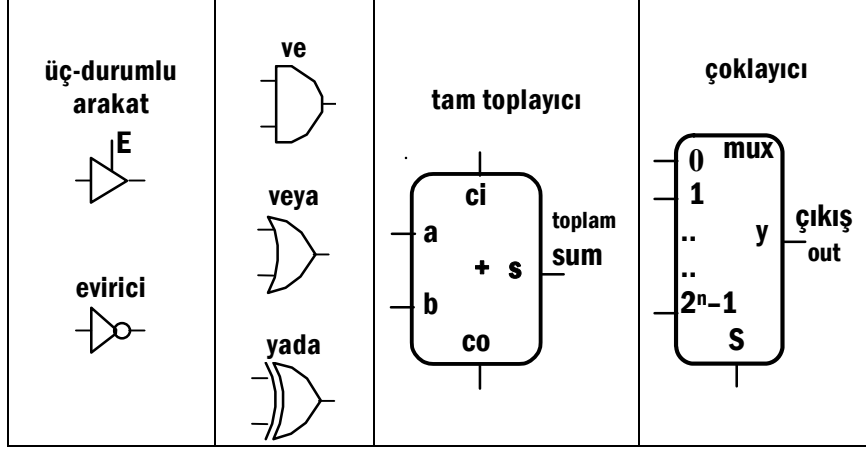 üç-durumlu
arakat
E
evirici
ve
veya
yada
tam toplayıcı
ci
a
b
+ s
co
toplam
sum
çoklayıcı
mux
0
1
..
..
2ⁿ–1
y
S
çıkış
out